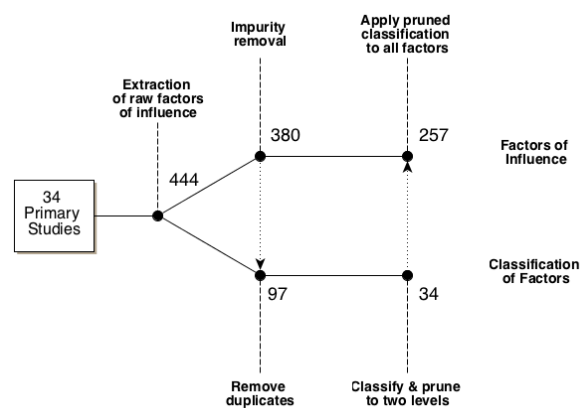 Impurity
removal
Apply pruned
classification
to all factors
Extraction
of raw factors
of influence
380
257
Factors of
Influence
444
34
Primary
Studies
Classification
of Factors
97
34
Remove
duplicates
Classify & prune
to two levels